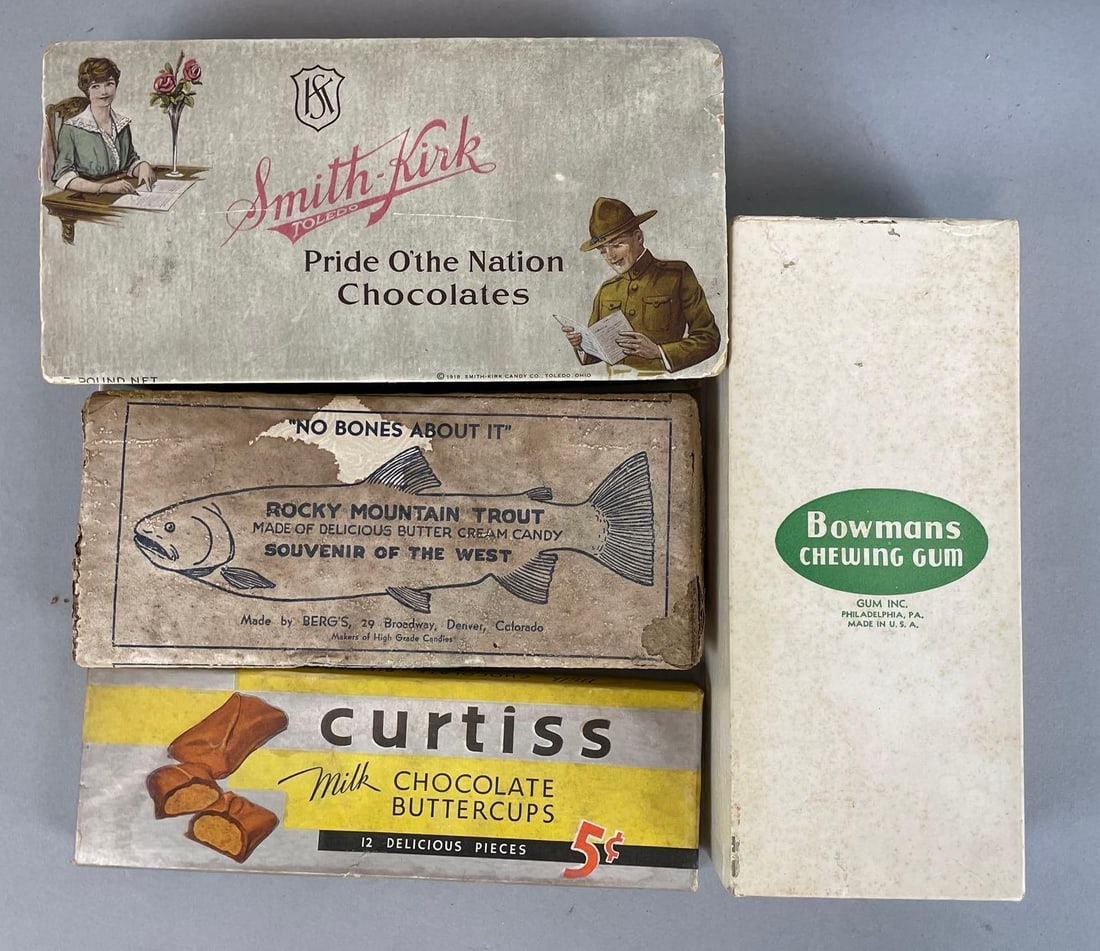 SK
Smith-Kirk
TOLEDO
Pride O'the Nation
Chocolates
POUND NET
© 1918, SMITH-KIRK CANDY CO., TOLEDO, OHIO
"NO BONES ABOUT IT"
ROCKY MOUNTAIN TROUT
MADE OF DELICIOUS BUTTER CREAM CANDY
SOUVENIR OF THE WEST
Made by BERG'S, 29 Broadway, Denver, Colorado
Makers of High Grade Candies
curtiss
Milk CHOCOLATE
BUTTERCUPS
12 DELICIOUS PIECES
5¢
Bowmans
CHEWING GUM
GUM INC.
PHILADELPHIA, PA.
MADE IN U.S.A.